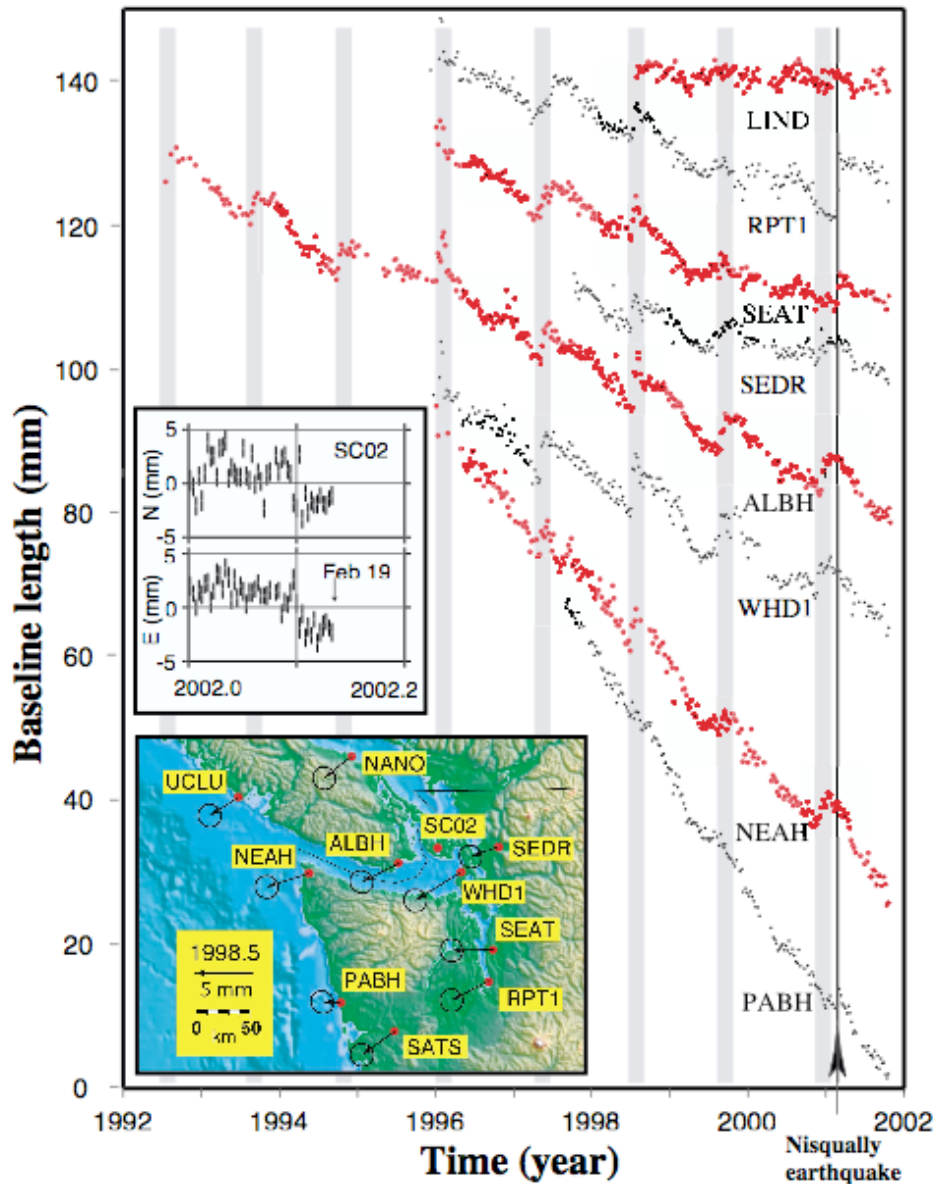 Baseline length (mm)
140
120
100
80
60
40
20
0
1992
1994
1996
1998
2000
2002
Time (year)
Nisqually
earthquake
LIND
RPT1
SEAT
SEDR
ALBH
WHD1
NEAH
PABH
SC02
N (mm)
5
0
-5
Feb 19
E (mm)
5
0
-5
2002.0
2002.2
NANO
UCLU
SC02
ALBH
SEDR
NEAH
WHD1
SEAT
1998.5
5 mm
0 50
km
PABH
RPT1
SATS